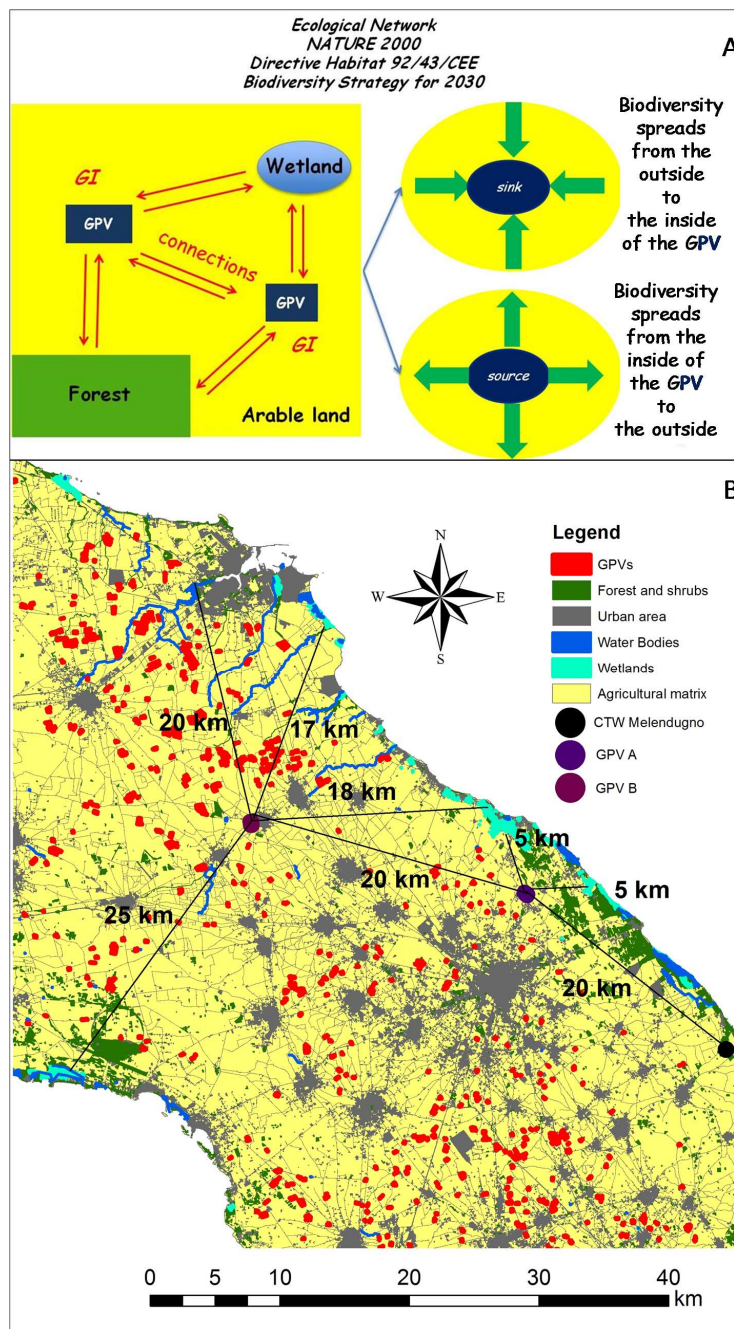 Ecological Network
NATURE 2000
Directive Habitat 92/43/CEE
Biodiversity Strategy for 2030
A
GI
Wetland
GPV
connections
GPV
GI
Forest
Arable land
sink
Biodiversity
spreads
from the
outside
to
the inside
of the GPV
source
Biodiversity
spreads
from the
inside of
the GPV
to
the outside
B
N
W
E
S
Legend
GPVs
Forest and shrubs
Urban area
Water Bodies
Wetlands
Agricultural matrix
CTW Melendugno
GPV A
GPV B
20 km
17 km
18 km
5 km
20 km
5 km
25 km
20 km
0 5 10 20 30 40
km